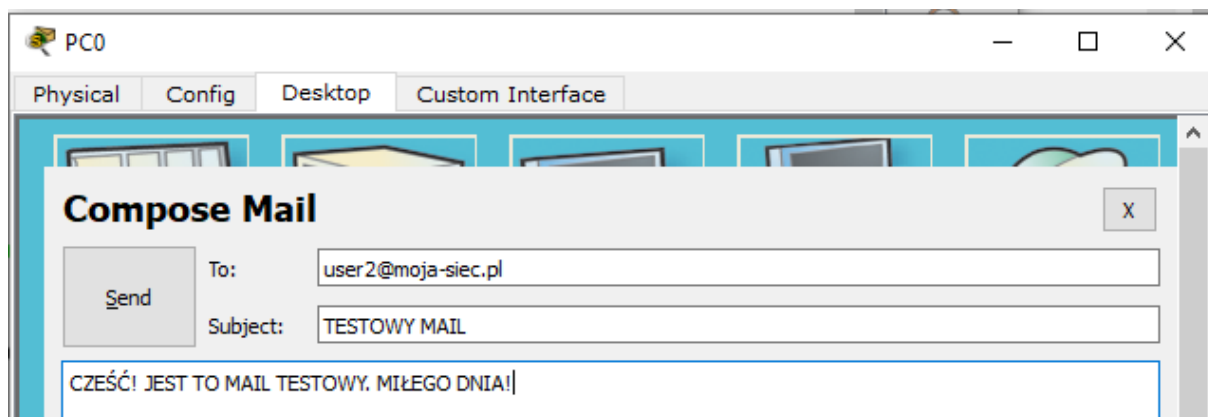 PC0
Physical Config Desktop Custom Interface
Compose Mail X
Send
To: user2@moja-siec.pl
Subject: TESTOWY MAIL
CZEŚĆ! JEST TO MAIL TESTOWY. MIŁEGO DNIA!